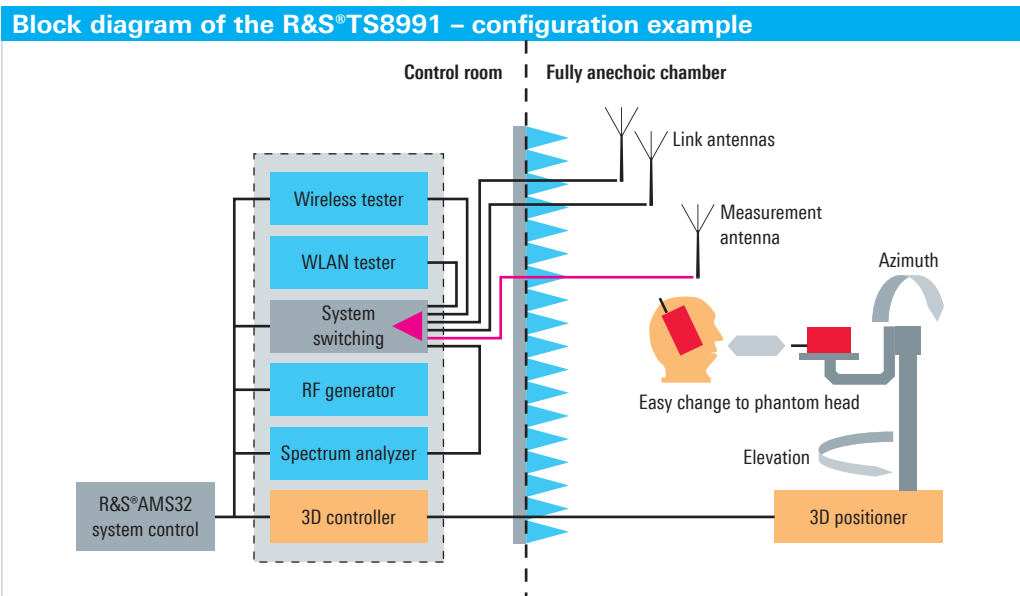 Block diagram of the R&S®TS8991 – configuration example
Control room
Fully anechoic chamber
Link antennas
Wireless tester
Measurement
antenna
WLAN tester
Azimuth
System
switching
RF generator
Easy change to phantom head
Spectrum analyzer
Elevation
R&S®AMS32
system control
3D controller
3D positioner